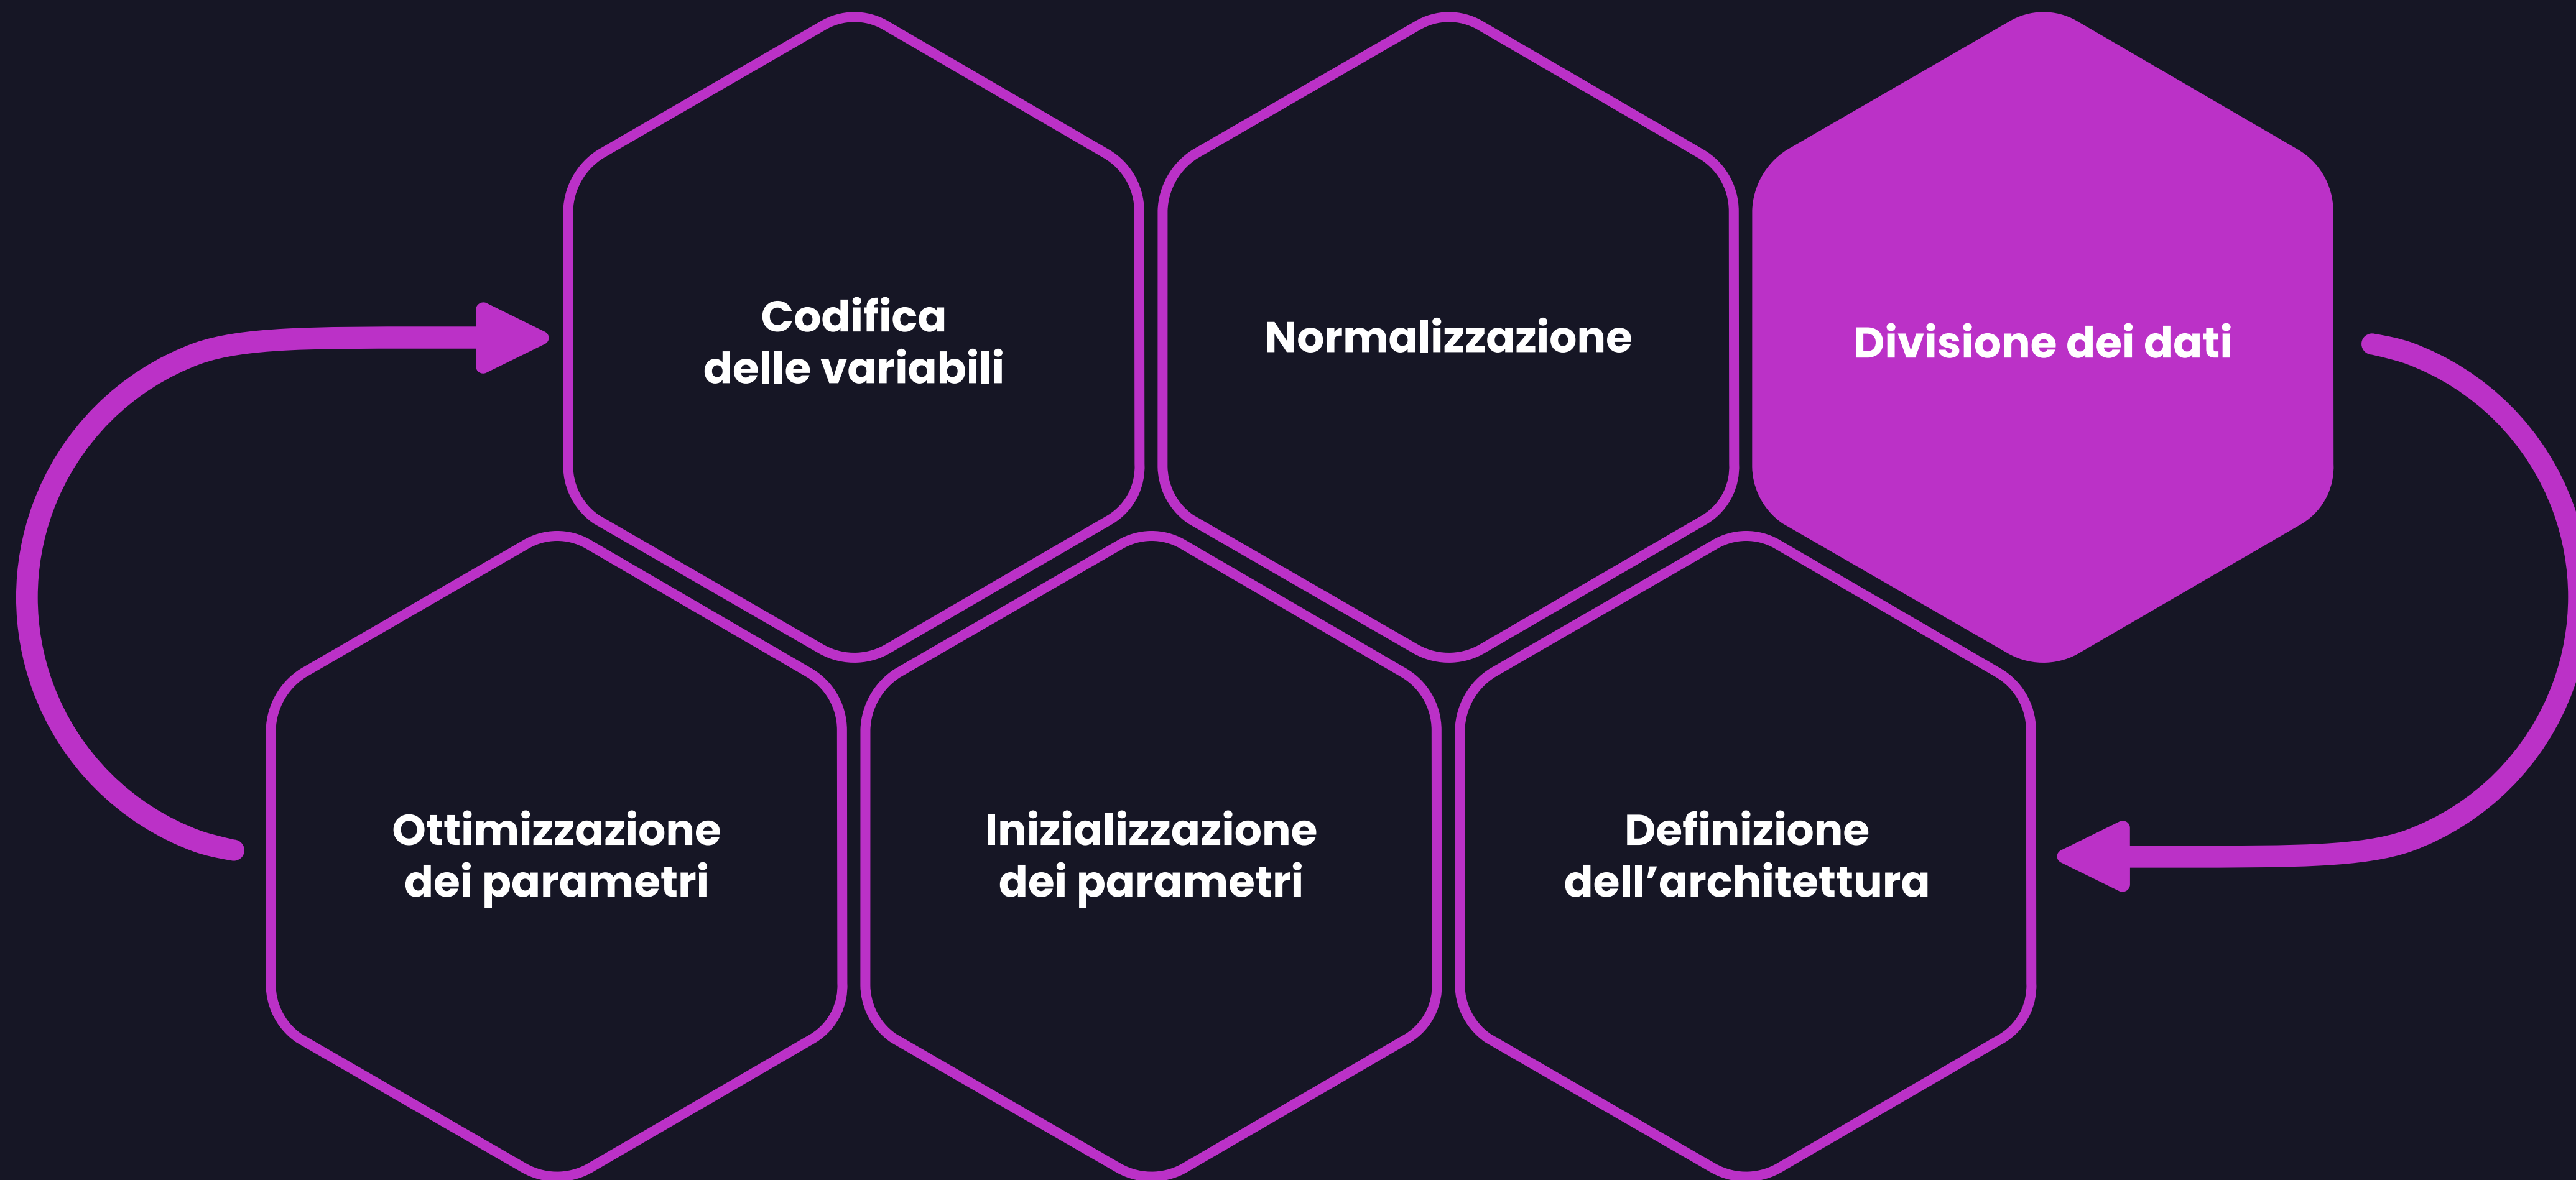 Codifica
delle variabili
Normalizzazione
Divisione dei dati
Ottimizzazione
dei parametri
Inizializzazione
dei parametri
Definizione
dell’architettura